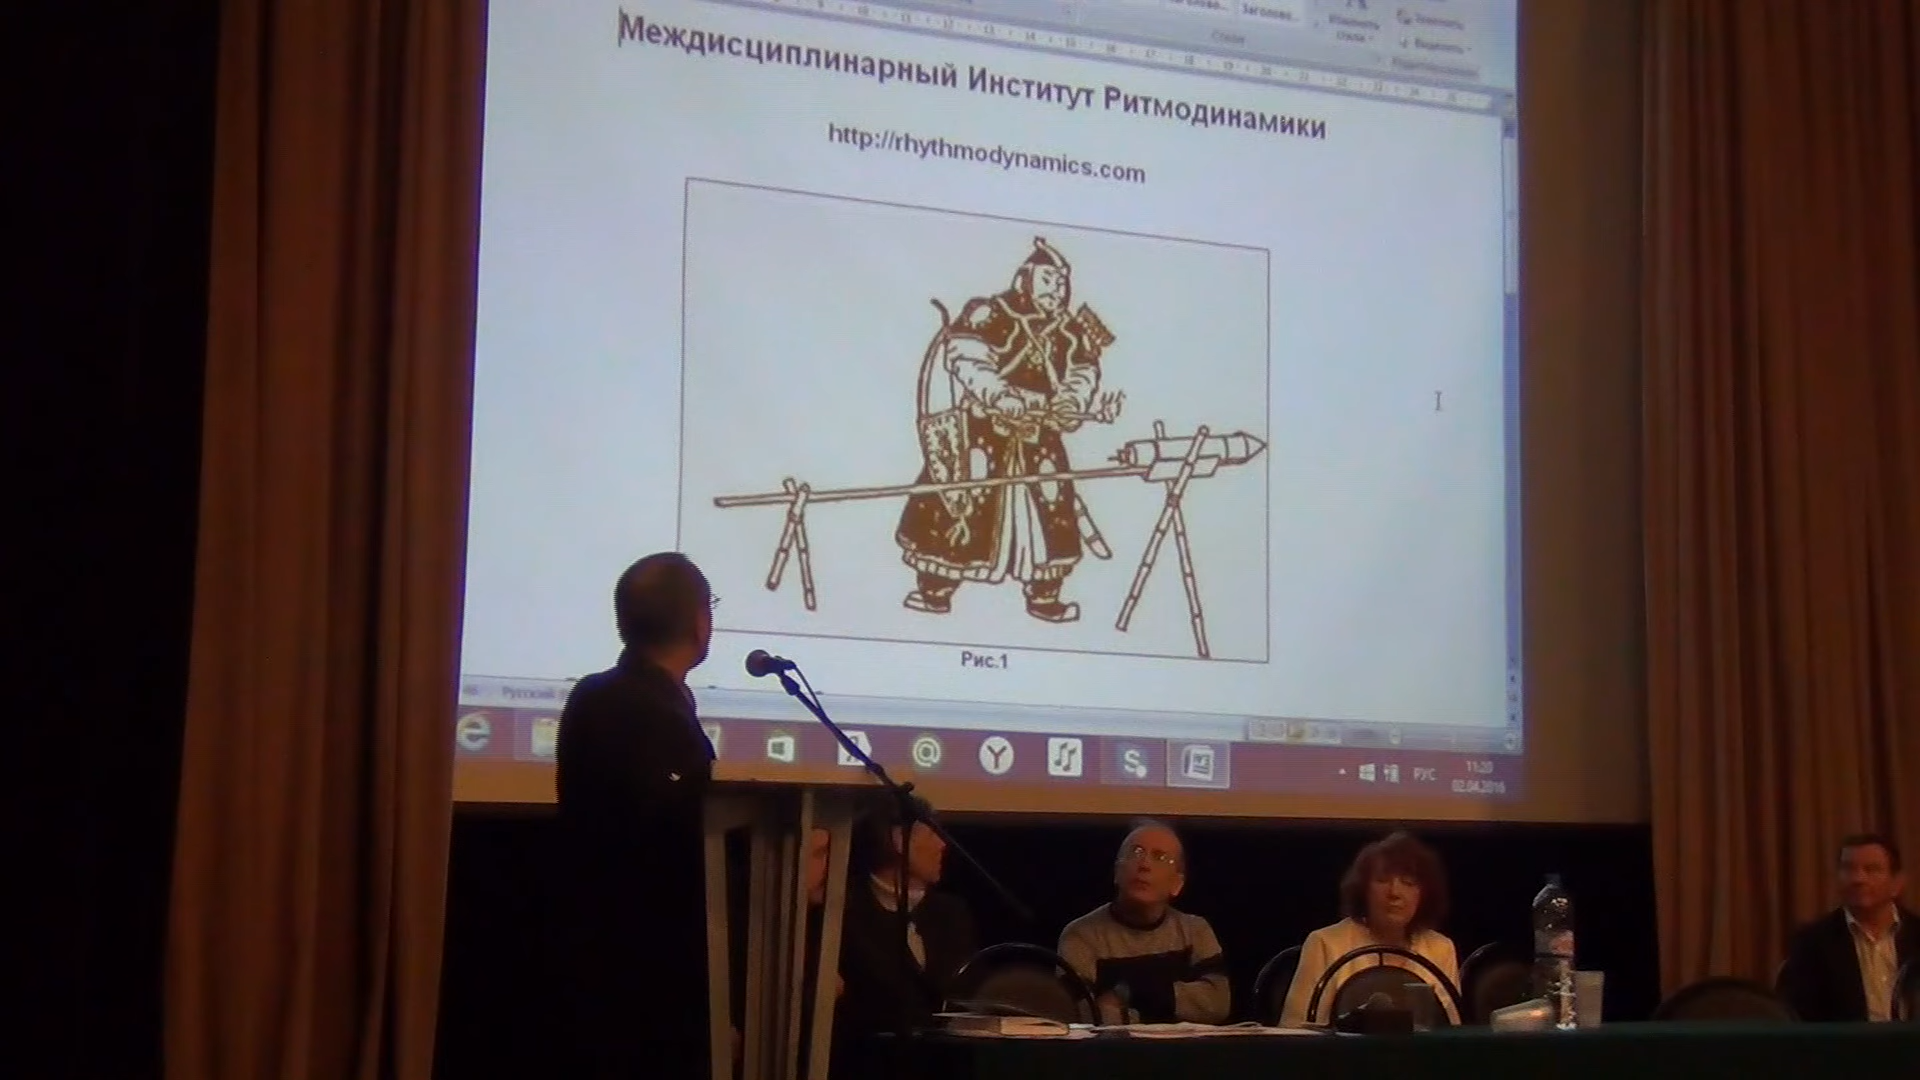 Междисциплинарный Институт Ритмодинамики
http://rhythmodynamics.com
Рис.1
РУС
11:20
02.04.2016